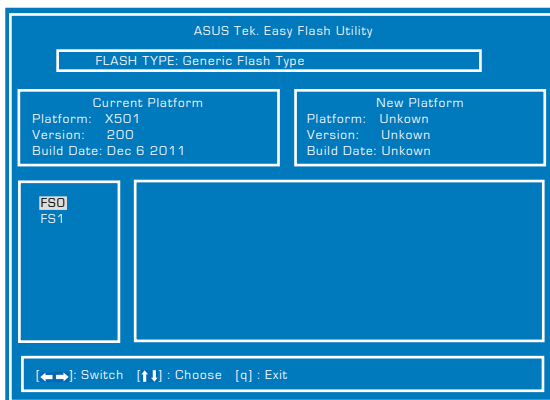 ASUS Tek. Easy Flash Utility
FLASH TYPE: Generic Flash Type
Current Platform
Platform: X501
Version: 200
Build Date: Dec 6 2011
New Platform
Platform: Unkown
Version: Unkown
Build Date: Unkown
FS0
FS1
[←→]: Switch [↑↓] : Choose [q] : Exit